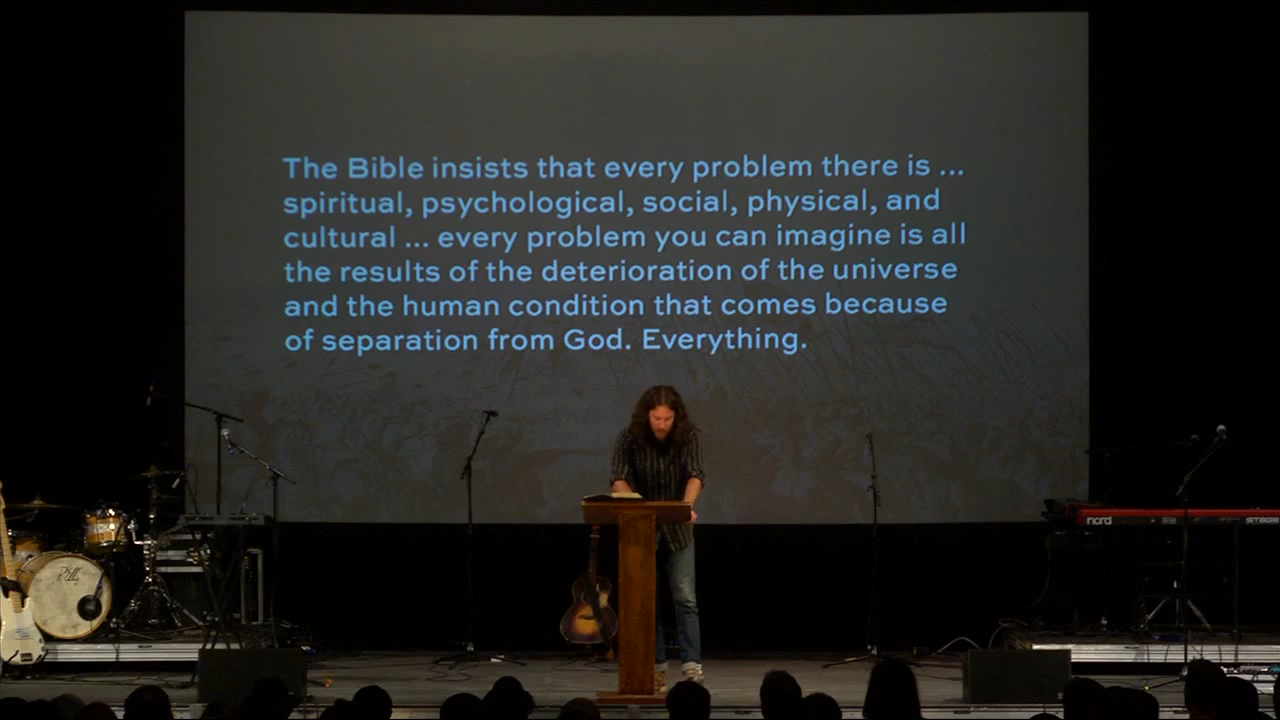 The Bible insists that every problem there is ...
spiritual, psychological, social, physical, and
cultural ... every problem you can imagine is all
the results of the deterioration of the universe
and the human condition that comes because
of separation from God. Everything.
nord